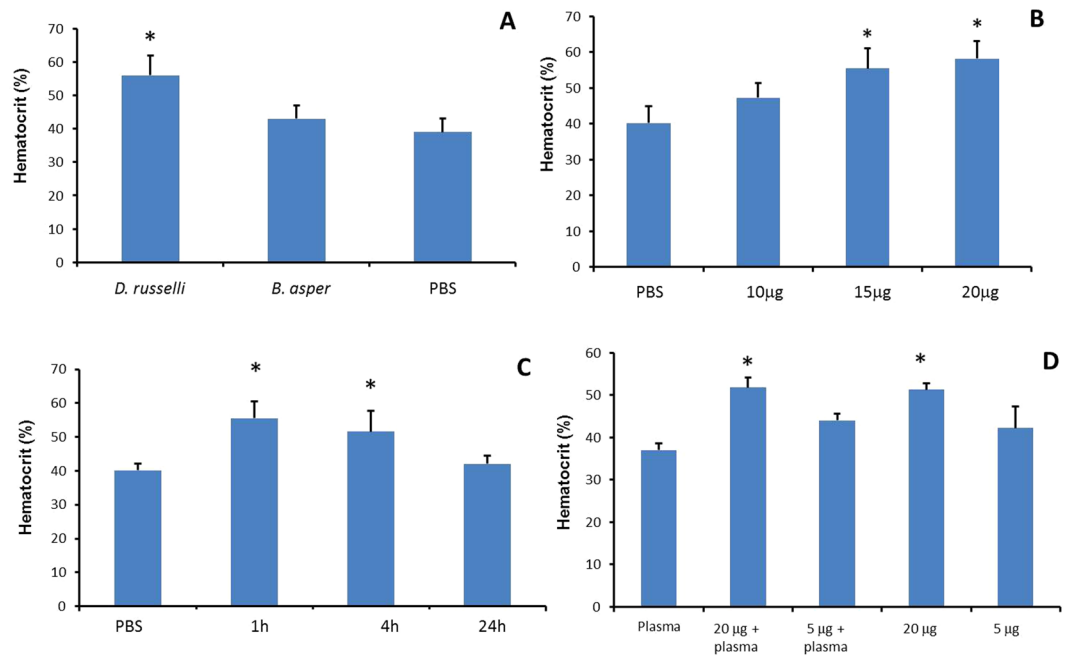 A
Hematocrit (%)
70
60
50
40
30
20
10
0
*
D. russelli
B. asper
PBS
B
Hematocrit (%)
70
60
50
40
30
20
10
0
*
*
PBS
10µg
15µg
20µg
C
Hematocrit (%)
70
60
50
40
30
20
10
0
*
*
PBS
1h
4h
24h
D
Hematocrit (%)
60
50
40
30
20
10
0
*
*
Plasma
20 µg +
plasma
5 µg +
plasma
20 µg
5 µg